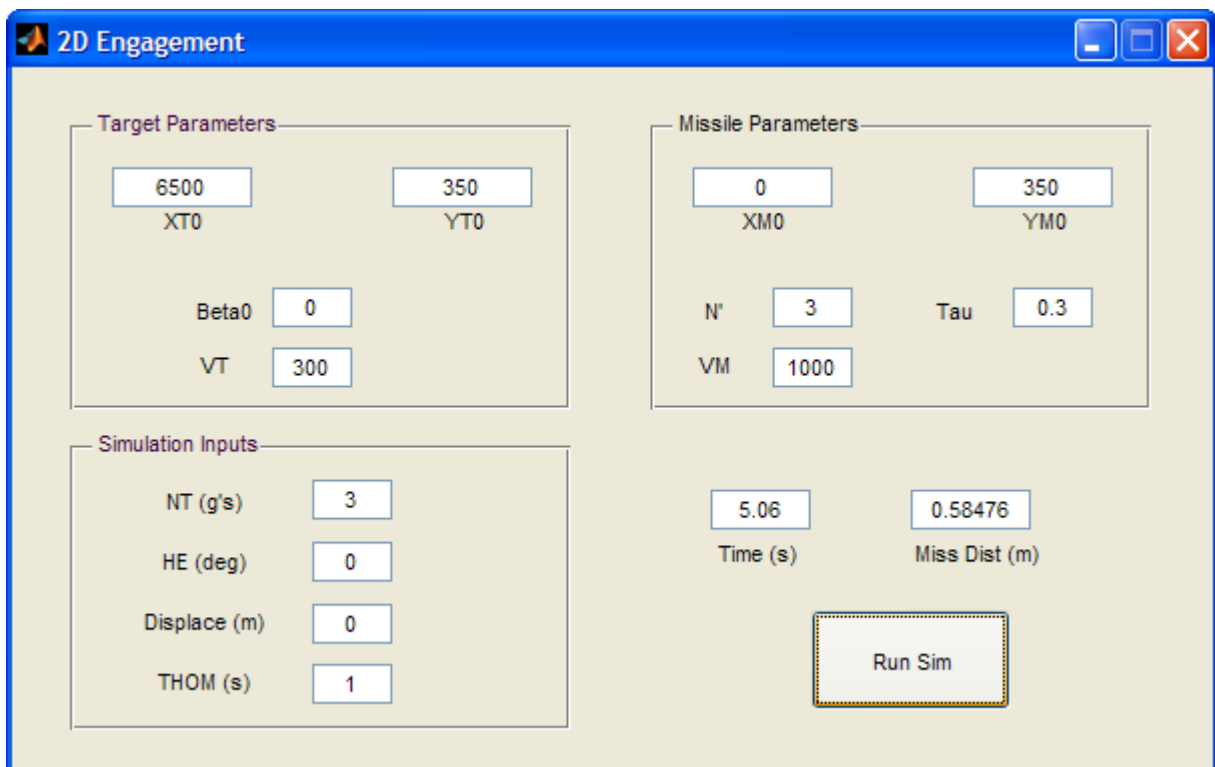 2D Engagement
Target Parameters
6500
350
XT0
YT0
Beta0
0
VT
300
Missile Parameters
0
350
XM0
YM0
N'
3
Tau
0.3
VM
1000
Simulation Inputs
NT (g's)
3
HE (deg)
0
Displace (m)
0
THOM (s)
1
5.06
0.58476
Time (s)
Miss Dist (m)
Run Sim